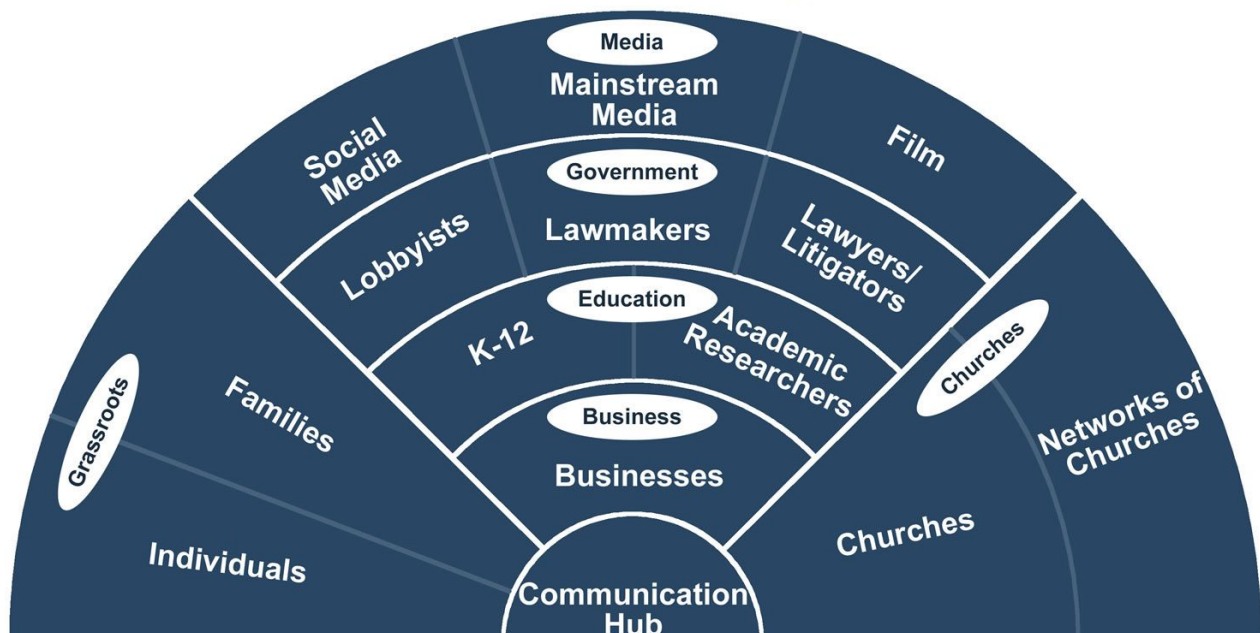 Media
Mainstream
Media
Social
Media
Film
Government
Lawmakers
Lobbyists
Lawyers/
Litigators
Education
K-12
Academic
Researchers
Business
Businesses
Grassroots
Families
Individuals
Churches
Networks of
Churches
Churches
Communication
Hub